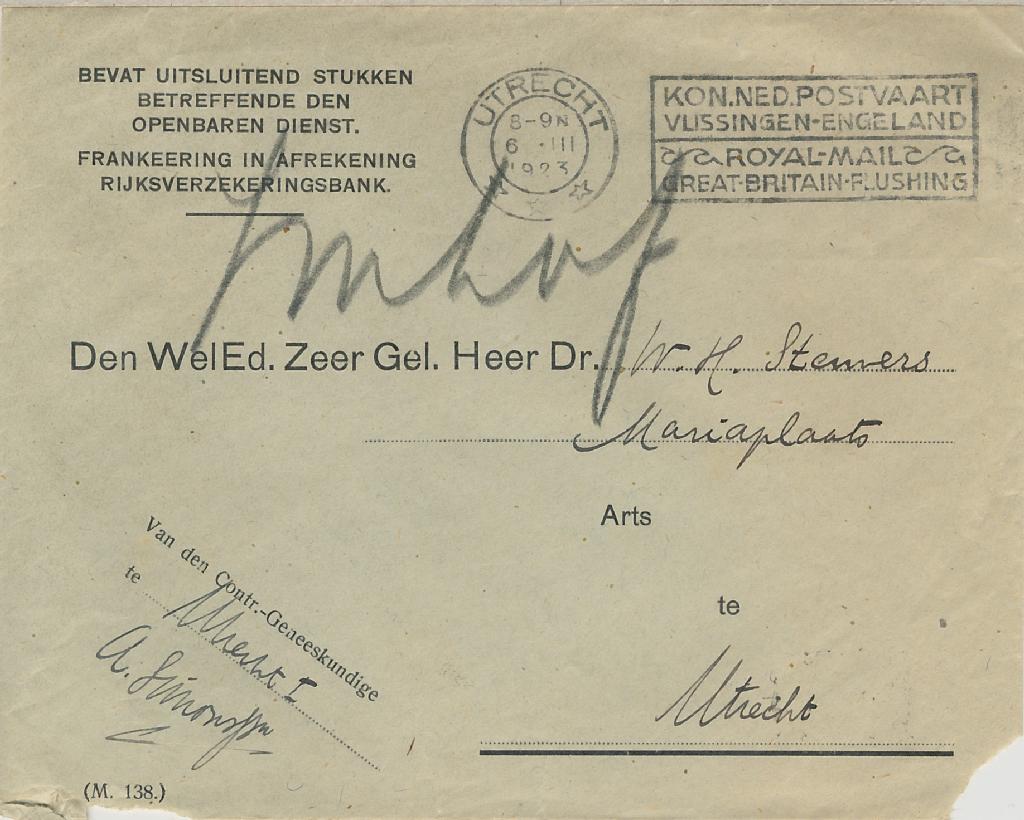 BEVAT UITSLUITEND STUKKEN
BETREFFENDE DEN
OPENBAREN DIENST.
FRANKEERING IN AFREKENING
RIJKSVERZEKERINGSBANK.
UTRECHT
8-9N
6 ·III
1923
KON.NED.POSTVAART
VLISSINGEN-ENGELAND
ROYAL-MAIL
GREAT-BRITAIN-FLUSHING
Imhof
Den WelEd. Zeer Gel. Heer Dr. W. H. Stemers
Mariaplaats
Arts
te
Utrecht
Van den Contr.-Geneeskundige
te Utrecht I
A. Simons
(M. 138.)